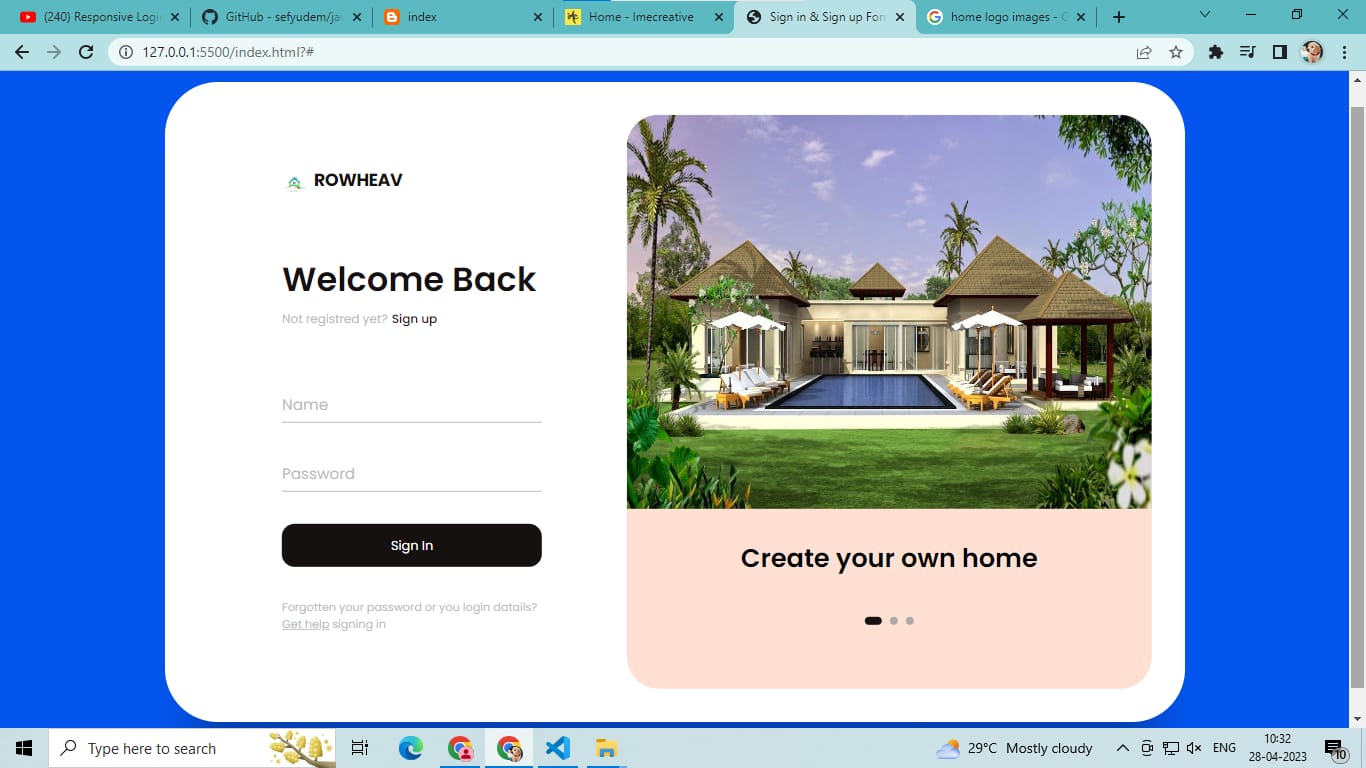 (240) Responsive Logi
GitHub - sefyudem/ja
index
Home - Imecreative
Sign in & Sign up For
home logo images - G
127.0.0.1:5500/index.html?#
ROWHEAV
Welcome Back
Not registred yet? Sign up
Name
Password
Sign In
Forgotten your password or you login datails?
Get help signing in
Create your own home
Type here to search
29°C Mostly cloudy
ENG
10:32
28-04-2023
10